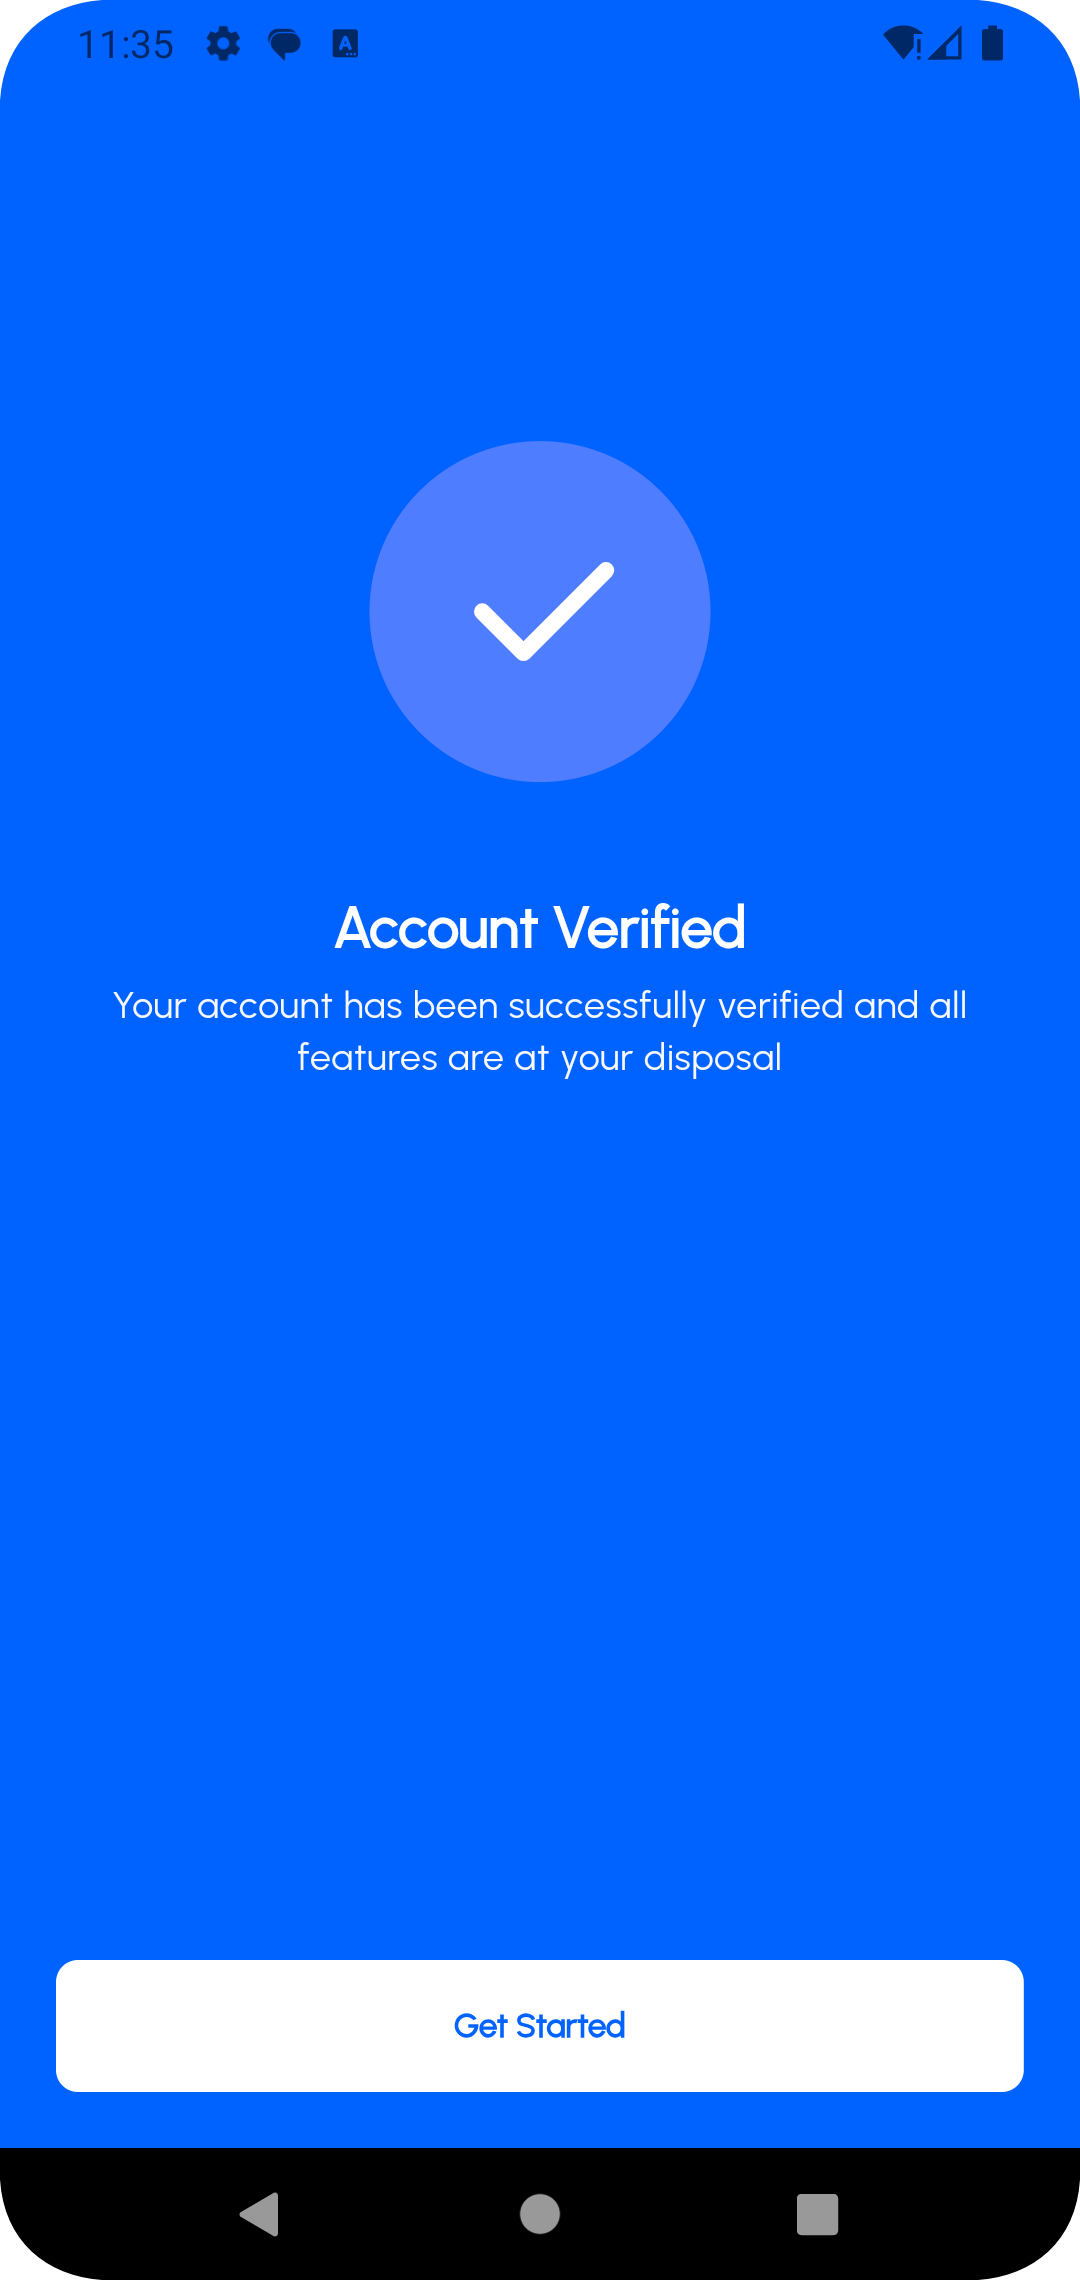 11:35
Account Verified
Your account has been successfully verified and all
features are at your disposal
Get Started